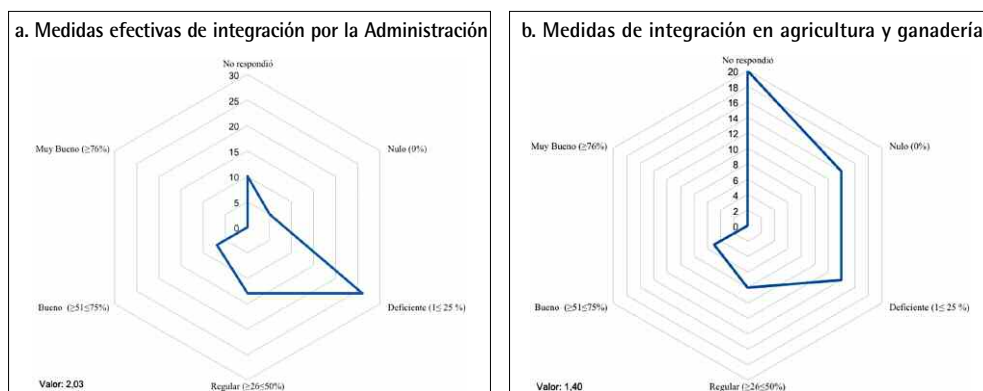 a. Medidas efectivas de integración por la Administración
No respondió
30
25
20
15
10
5
0
Muy Bueno (≥76%)
Nulo (0%)
Bueno (≥51≤75%)
Deficiente (1≤ 25 %)
Regular (≥26≤50%)
Valor: 2,03
b. Medidas de integración en agricultura y ganadería
No respondió
20
18
16
14
12
10
8
6
4
2
0
Muy Bueno (≥76%)
Nulo (0%)
Bueno (≥51≤75%)
Deficiente (1≤ 25 %)
Regular (≥26≤50%)
Valor: 1,40